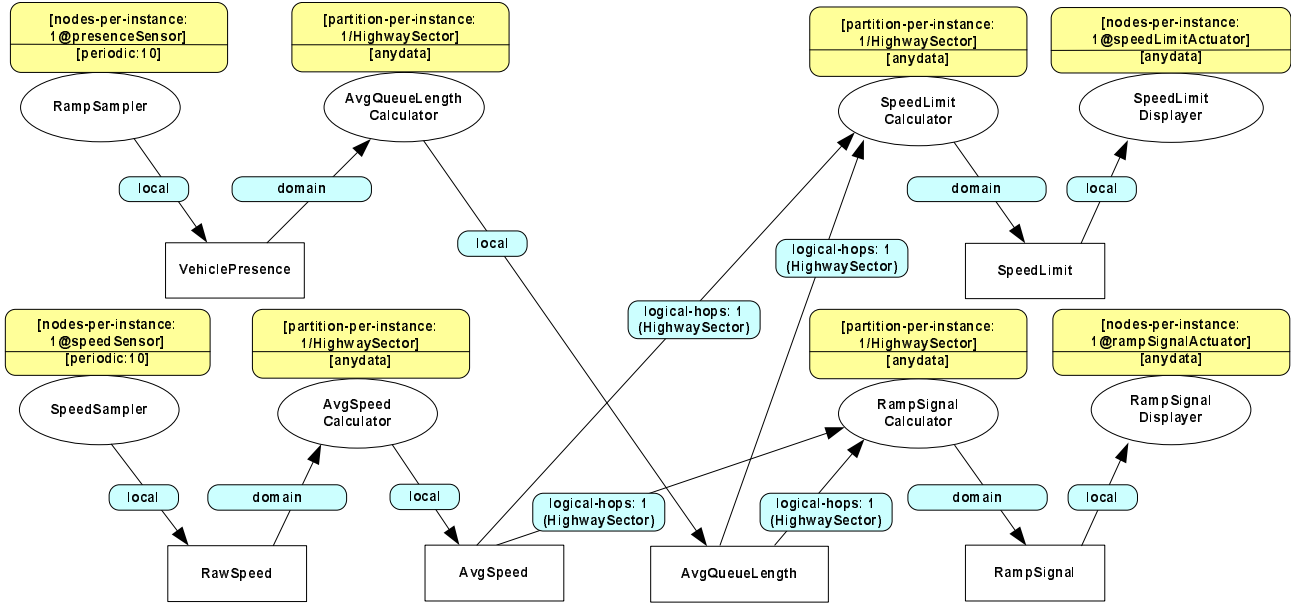 [nodes-per-instance:
1@presenceSensor]
[periodic:10]
RampSampler
[partition-per-instance:
1/HighwaySector]
[anydata]
AvgQueueLength
Calculator
[partition-per-instance:
1/HighwaySector]
[anydata]
SpeedLimit
Calculator
[nodes-per-instance:
1@speedLimitActuator]
[anydata]
SpeedLimit
Displayer
local
domain
domain
local
local
logical-hops: 1
(HighwaySector)
VehiclePresence
SpeedLimit
logical-hops: 1
(HighwaySector)
[nodes-per-instance:
1@speedSensor]
[periodic:10]
SpeedSampler
[partition-per-instance:
1/HighwaySector]
[anydata]
AvgSpeed
Calculator
[partition-per-instance:
1/HighwaySector]
[anydata]
RampSignal
Calculator
[nodes-per-instance:
1@rampSignalActuator]
[anydata]
RampSignal
Displayer
local
domain
local
logical-hops: 1
(HighwaySector)
logical-hops: 1
(HighwaySector)
domain
local
RawSpeed
AvgSpeed
AvgQueueLength
RampSignal